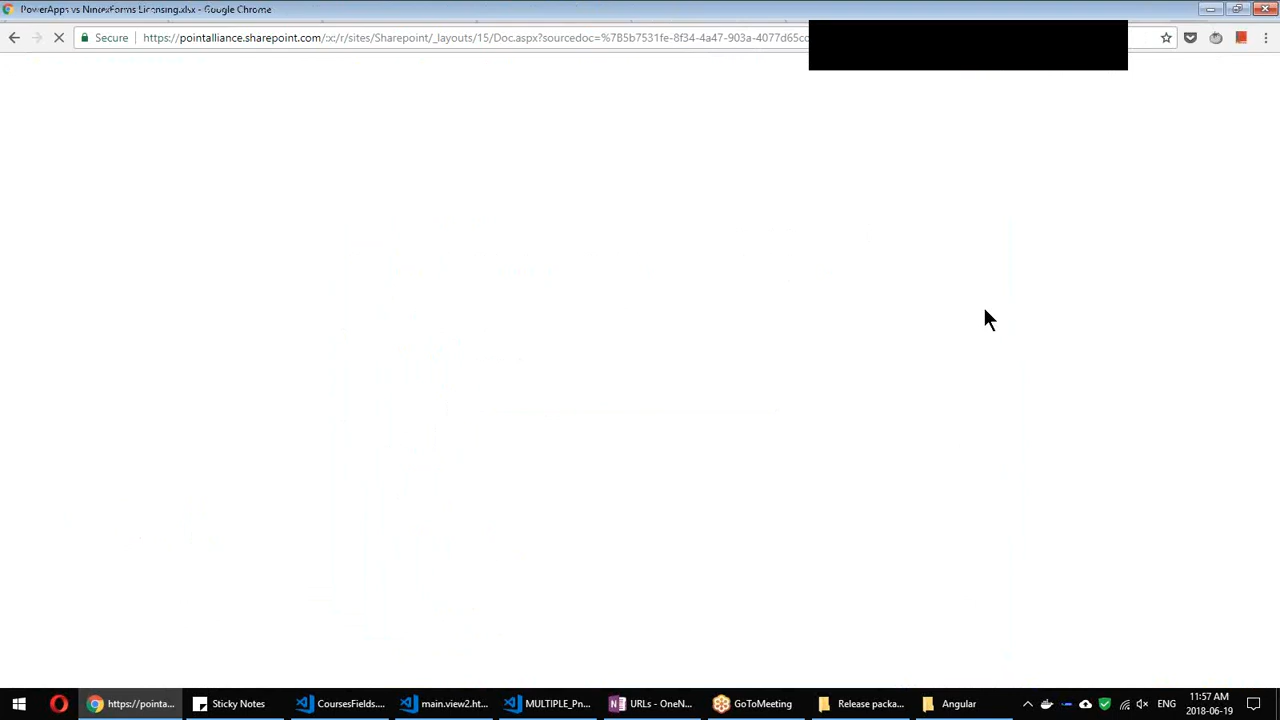 PowerApps vs NintexForms Licensing.xlsx - Google Chrome
Secure https://pointalliance.sharepoint.com/:x:/r/sites/Sharepoint/_layouts/15/Doc.aspx?sourcedoc=%7B5b7531fe-8f34-4a47-903a-4077d65cc
https://pointa... Sticky Notes CoursesFields.... main.view2.ht... MULTIPLE_Pn... URLs - OneN... GoToMeeting Release packa... Angular ENG 11:57 AM
2018-06-19